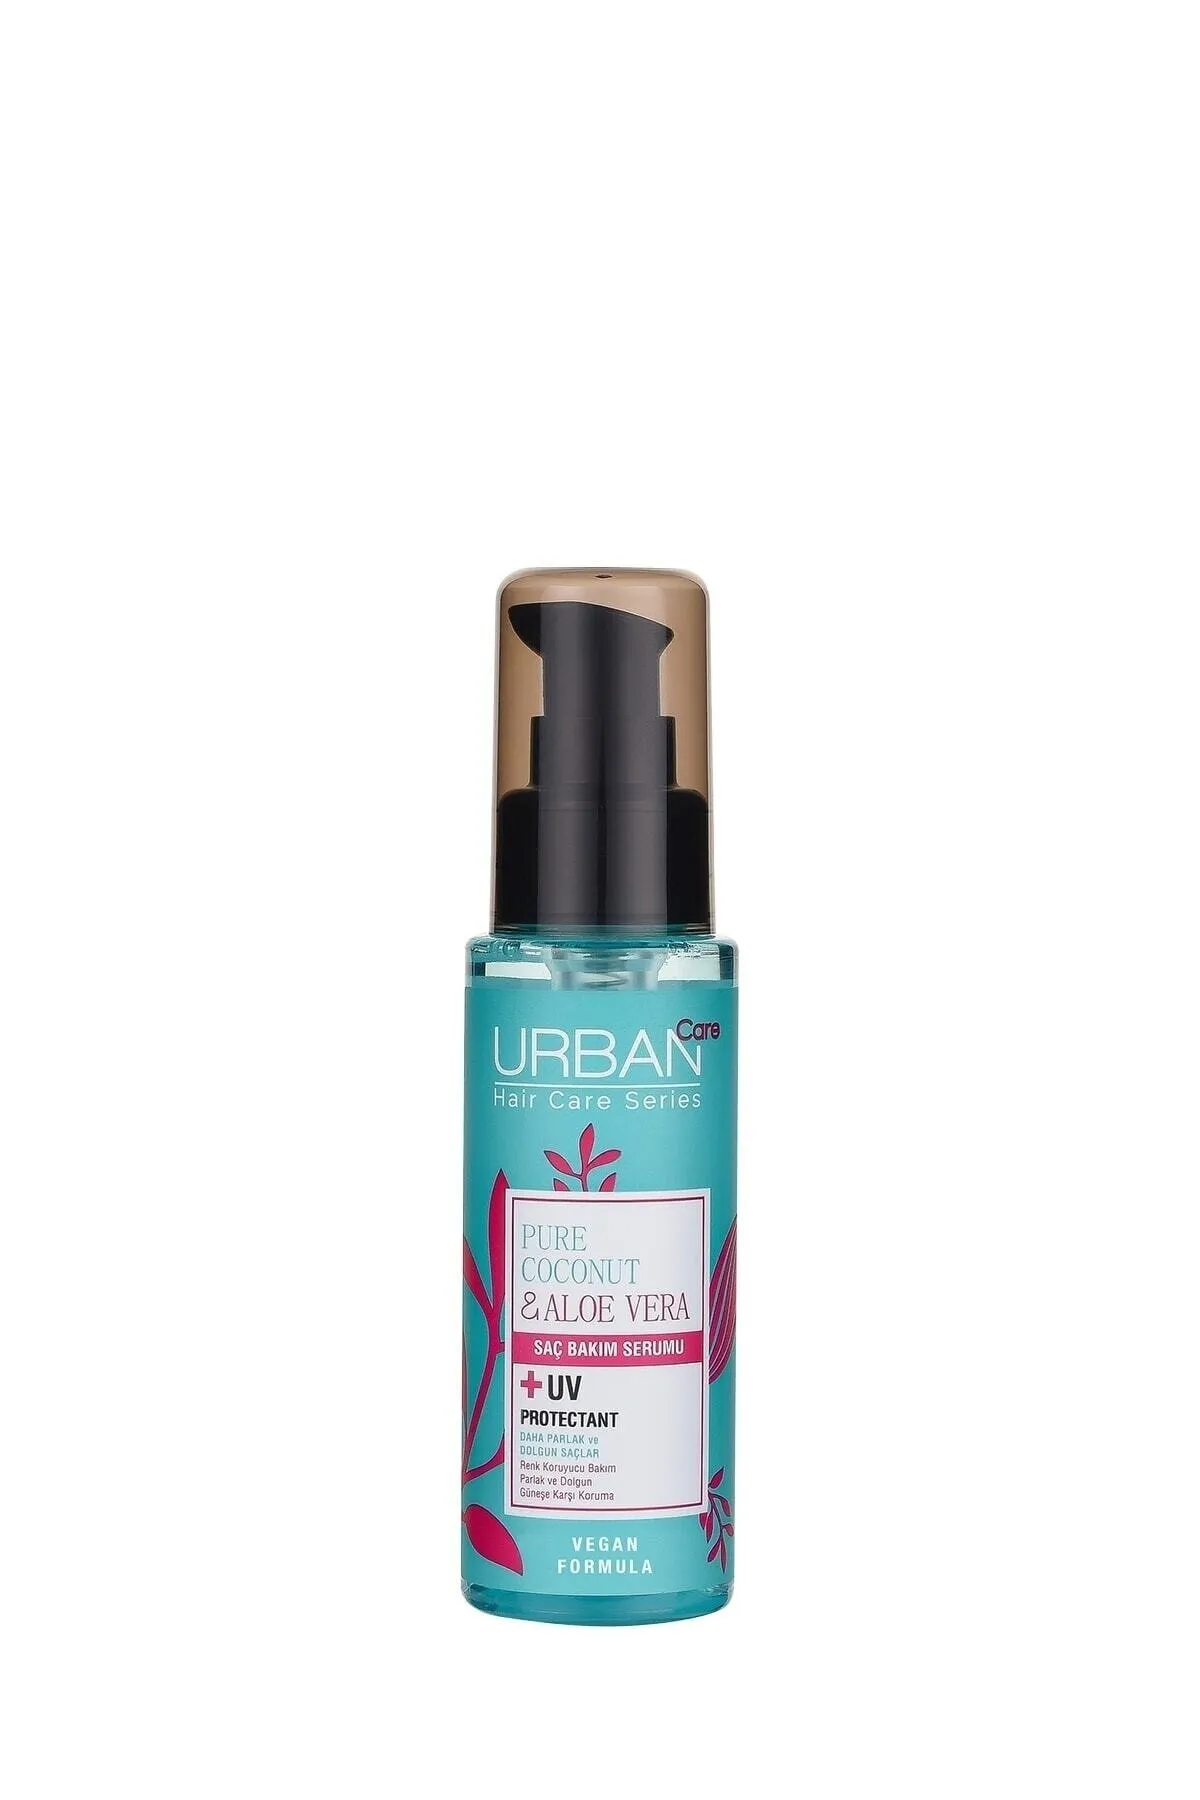 URBAN Care
Hair Care Series
PURE
COCONUT
& ALOE VERA
SAÇ BAKIM SERUMU
+UV
PROTECTANT
DAHA PARLAK ve
DOLGUN SAÇLAR
Renk Koruyucu Bakım
Parlak ve Dolgun
Güneşe Karşı Koruma
VEGAN
FORMULA